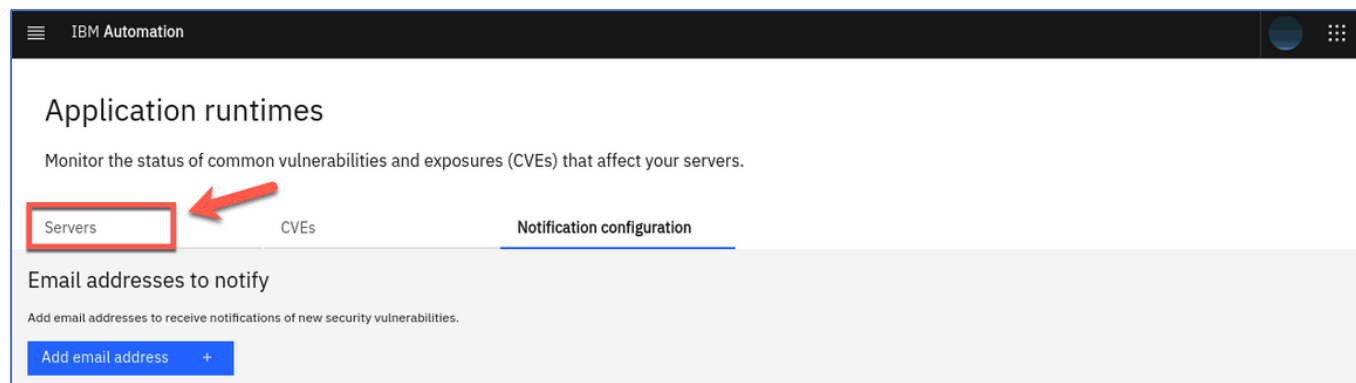 IBM Automation
Application runtimes
Monitor the status of common vulnerabilities and exposures (CVEs) that affect your servers.
Servers CVEs Notification configuration
Email addresses to notify
Add email addresses to receive notifications of new security vulnerabilities.
Add email address +